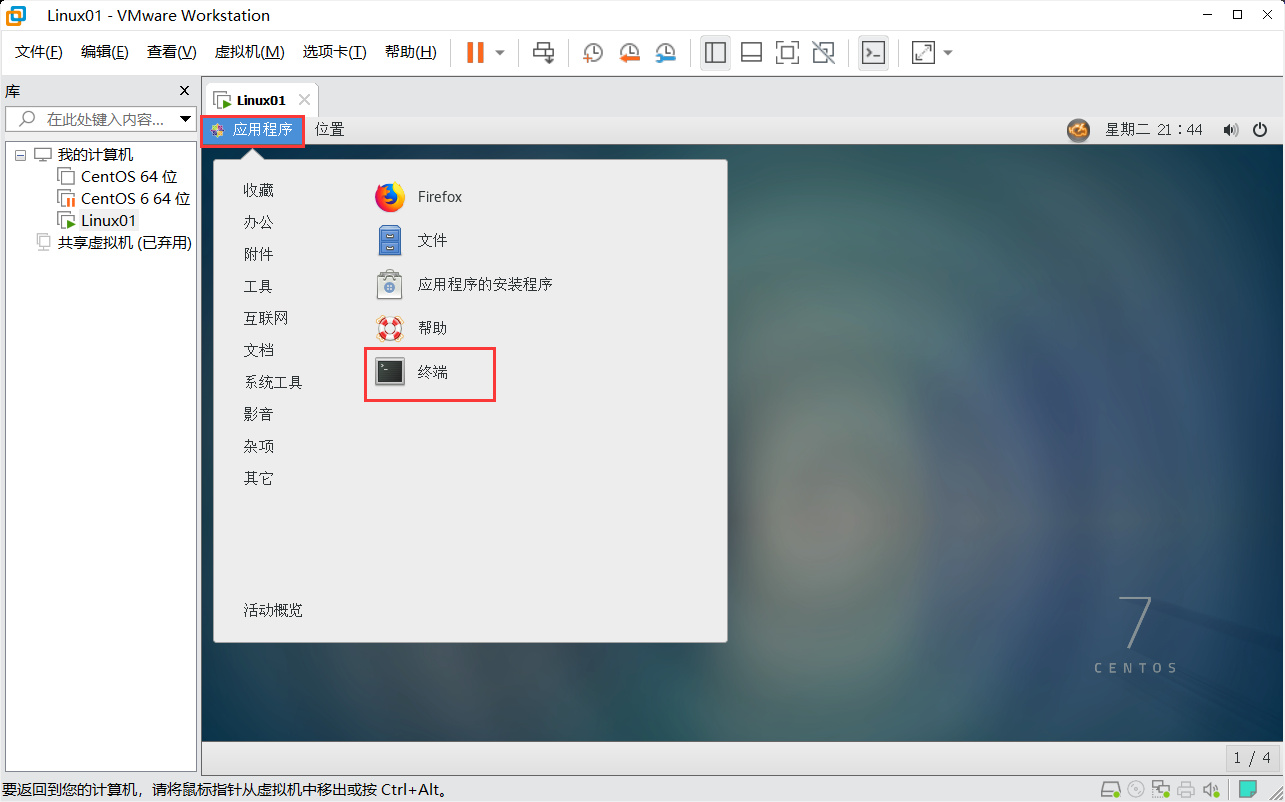 Linux01 - VMware Workstation
文件(F) 编辑(E) 查看(V) 虚拟机(M) 选项卡(T) 帮助(H)
库
在此处键入内容...
我的计算机
CentOS 64 位
CentOS 6 64 位
Linux01
共享虚拟机 (已弃用)
Linux01
应用程序 位置 星期二 21：44
收藏
办公
附件
工具
互联网
文档
系统工具
影音
杂项
其它
活动概览
Firefox
文件
应用程序的安装程序
帮助
终端
7
CENTOS
1 / 4
要返回到您的计算机，请将鼠标指针从虚拟机中移出或按 Ctrl+Alt。